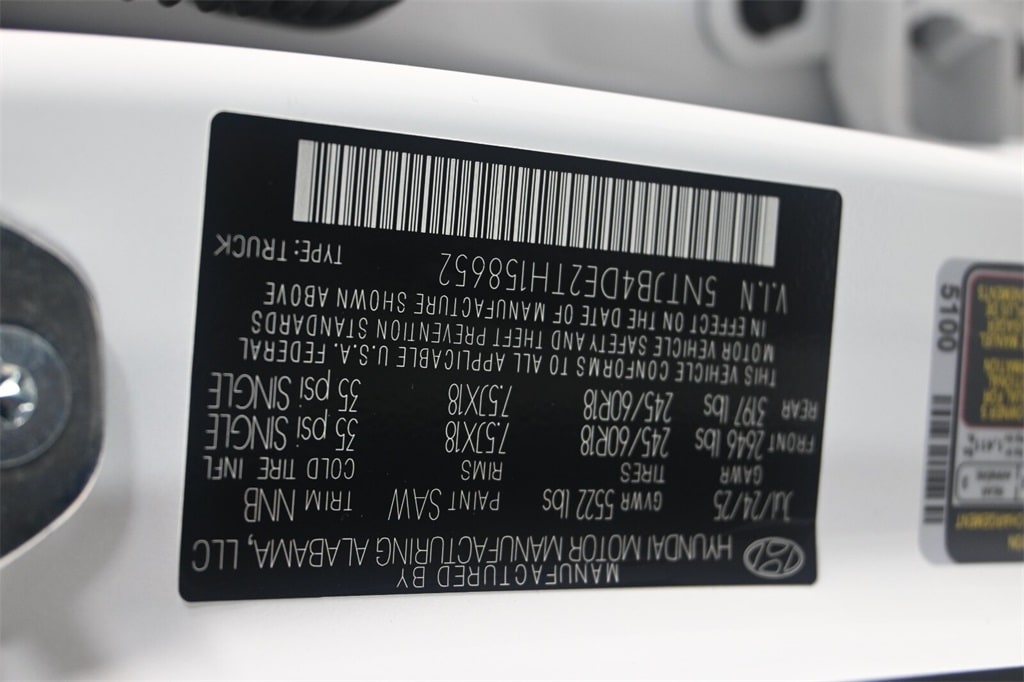 MANUFACTURED BY
HYUNDAI MOTOR MANUFACTURING ALABAMA, LLC
Jul/24/25 GVWR 5522 lbs PAINT SAW TRIM NNB
GAWR TIRES RIMS COLD TIRE INFL
FRONT 2646 lbs 245/60R18 7.5JX18 35 psi SINGLE
REAR 3197 lbs 245/60R18 7.5JX18 35 psi SINGLE
THIS VEHICLE CONFORMS TO ALL APPLICABLE U.S.A. FEDERAL
MOTOR VEHICLE SAFETY AND THEFT PREVENTION STANDARDS
IN EFFECT ON THE DATE OF MANUFACTURE SHOWN ABOVE
V.I.N 5NTJB4DE2TH158652 TYPE: TRUCK
5100